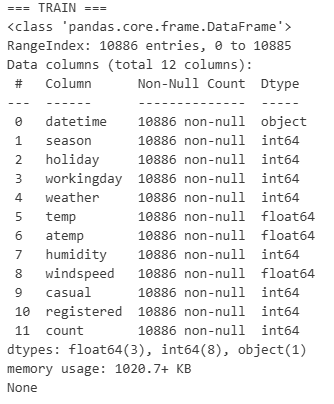 === TRAIN ===
<class 'pandas.core.frame.DataFrame'>
RangeIndex: 10886 entries, 0 to 10885
Data columns (total 12 columns):
 #   Column      Non-Null Count  Dtype
---  ------      --------------  -----
 0   datetime    10886 non-null  object
 1   season      10886 non-null  int64
 2   holiday     10886 non-null  int64
 3   workingday  10886 non-null  int64
 4   weather     10886 non-null  int64
 5   temp        10886 non-null  float64
 6   atemp       10886 non-null  float64
 7   humidity    10886 non-null  int64
 8   windspeed   10886 non-null  float64
 9   casual      10886 non-null  int64
 10  registered  10886 non-null  int64
 11  count       10886 non-null  int64
dtypes: float64(3), int64(8), object(1)
memory usage: 1020.7+ KB
None